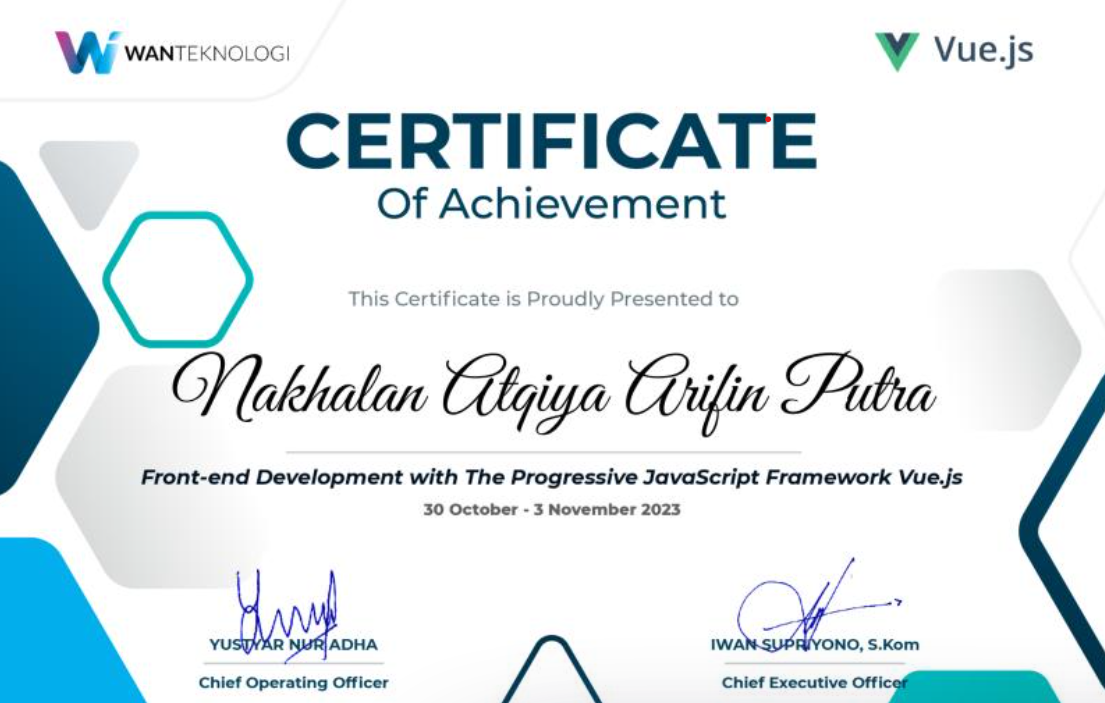 WANTEKNOLOGI
Vue.js
CERTIFICATE
Of Achievement
This Certificate is Proudly Presented to
Nakhalan Atqiya Arifin Putra
Front-end Development with The Progressive JavaScript Framework Vue.js
30 October - 3 November 2023
YUSTYAR NUR ADHA
IWAN SUPRIYONO, S.Kom
Chief Operating Officer
Chief Executive Officer